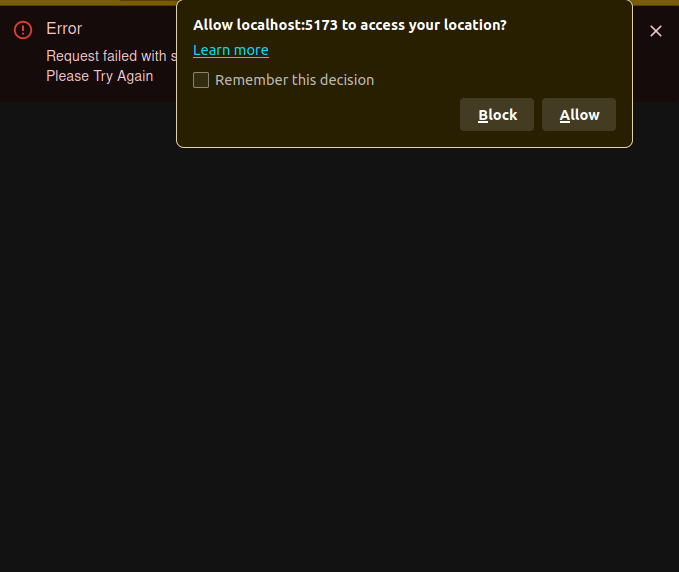 Error
Request failed with
Please Try Again
Allow localhost:5173 to access your location?
Learn more
Remember this decision
Block
Allow